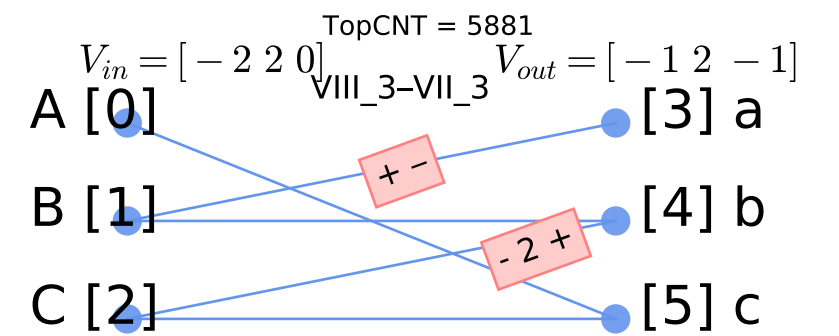 TopCNT = 5881
V_in = [ − 2 2 0] V_out = [ − 1 2 − 1]
VIII_3–VII_3
A [0] [3] a
+ −
B [1] [4] b
- 2 +
C [2] [5] c